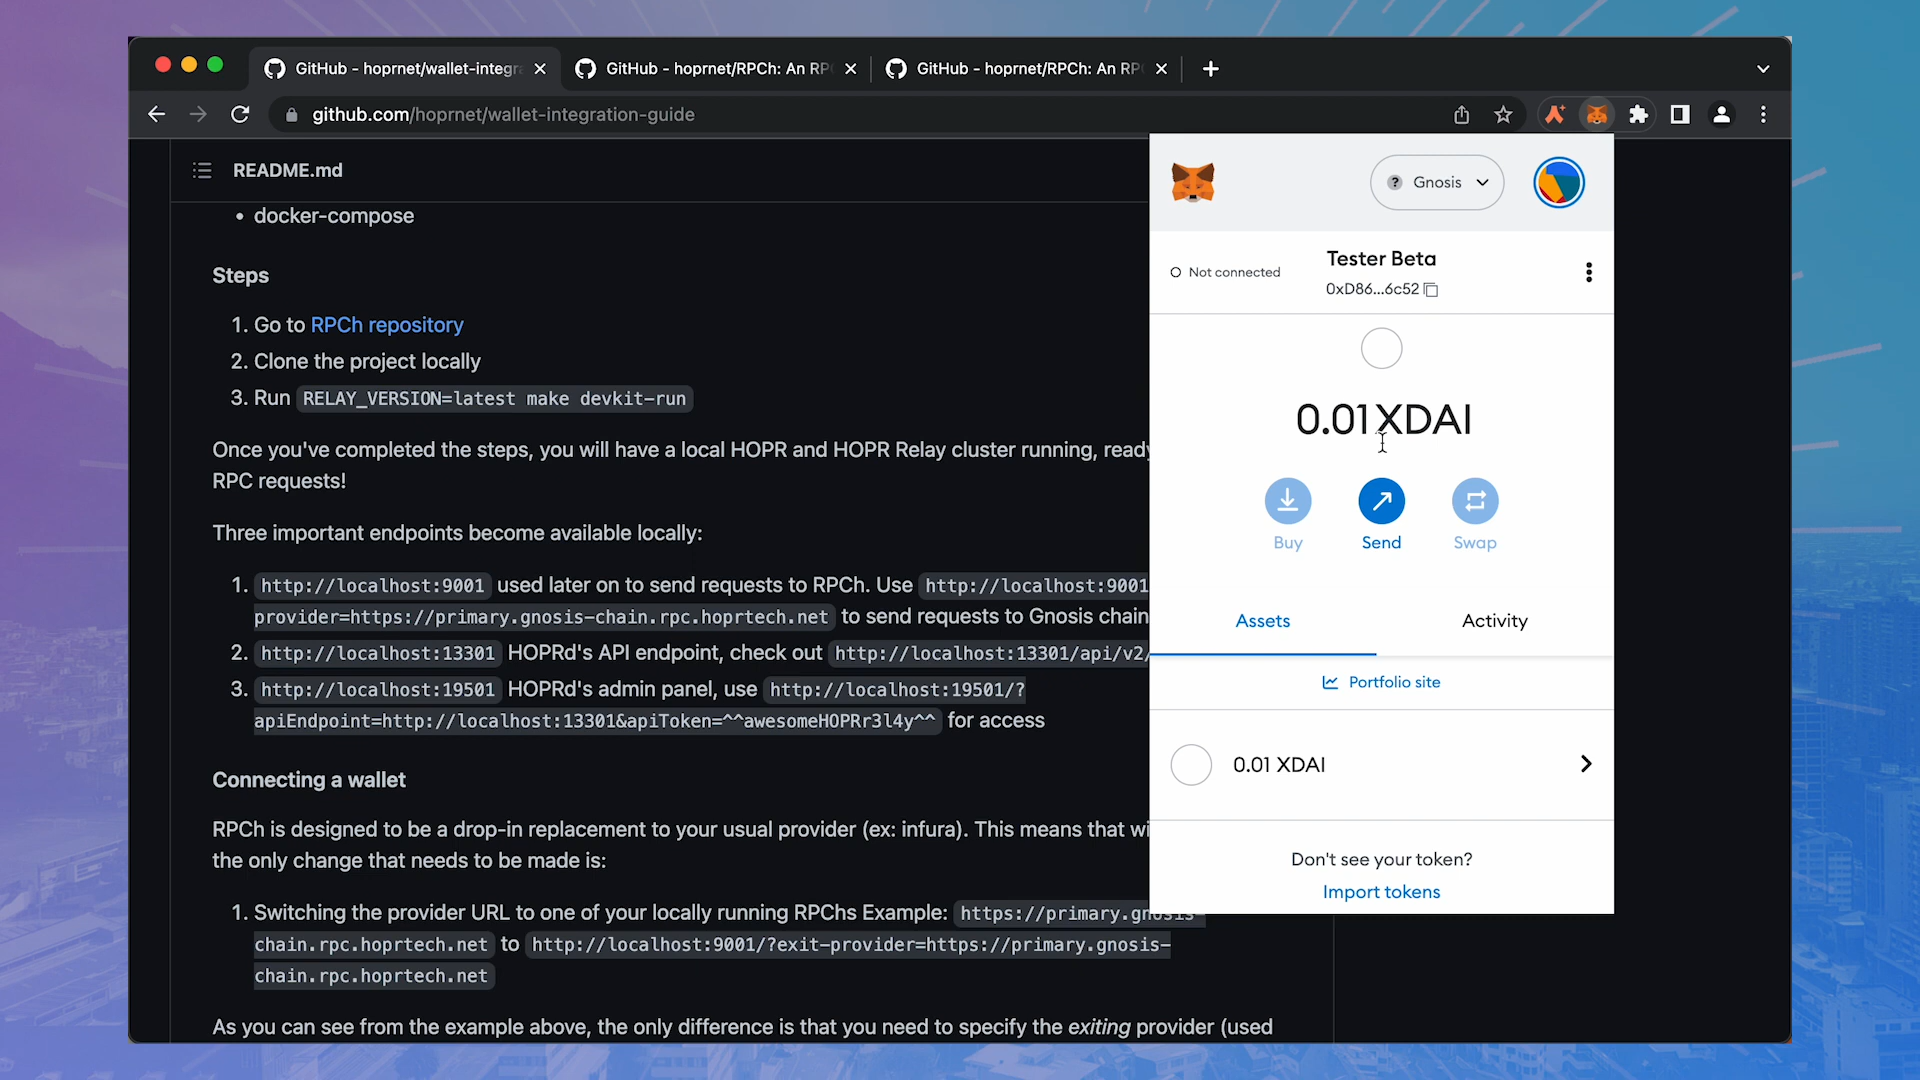 GitHub - hoprnet/wallet-integr
GitHub - hoprnet/RPCh: An RP
GitHub - hoprnet/RPCh: An RP
github.com/hoprnet/wallet-integration-guide
README.md
• docker-compose
Steps
1. Go to RPCh repository
2. Clone the project locally
3. Run RELAY_VERSION=latest make devkit-run
Once you've completed the steps, you will have a local HOPR and HOPR Relay cluster running, ready
RPC requests!
Three important endpoints become available locally:
1. http://localhost:9001 used later on to send requests to RPCh. Use http://localhost:9001
provider=https://primary.gnosis-chain.rpc.hoprtech.net to send requests to Gnosis chain
2. http://localhost:13301 HOPRd's API endpoint, check out http://localhost:13301/api/v2/
3. http://localhost:19501 HOPRd's admin panel, use http://localhost:19501/?
apiEndpoint=http://localhost:13301&apiToken=^^awesomeHOPRr3l4y^^ for access
Connecting a wallet
RPCh is designed to be a drop-in replacement to your usual provider (ex: infura). This means that wi
the only change that needs to be made is:
1. Switching the provider URL to one of your locally running RPChs Example: https://primary.gnosis-
chain.rpc.hoprtech.net to http://localhost:9001/?exit-provider=https://primary.gnosis-
chain.rpc.hoprtech.net
As you can see from the example above, the only difference is that you need to specify the exiting provider (used
? Gnosis
Not connected
Tester Beta
0xD86...6c52
0.01 XDAI
Buy
Send
Swap
Assets
Activity
Portfolio site
0.01 XDAI
Don't see your token?
Import tokens